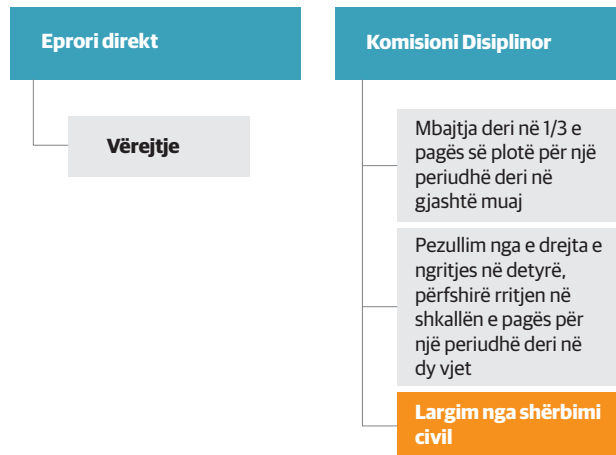 Eprori direkt
Vërejtje
Komisioni Disiplinor
Mbajtja deri në 1/3 e
pagës së plotë për një
periudhë deri në
gjashtë muaj
Pezullim nga e drejta e
ngritjes në detyrë,
përfshirë rritjen në
shkallën e pagës për
një periudhë deri në
dy vjet
Largim nga shërbimi
civil